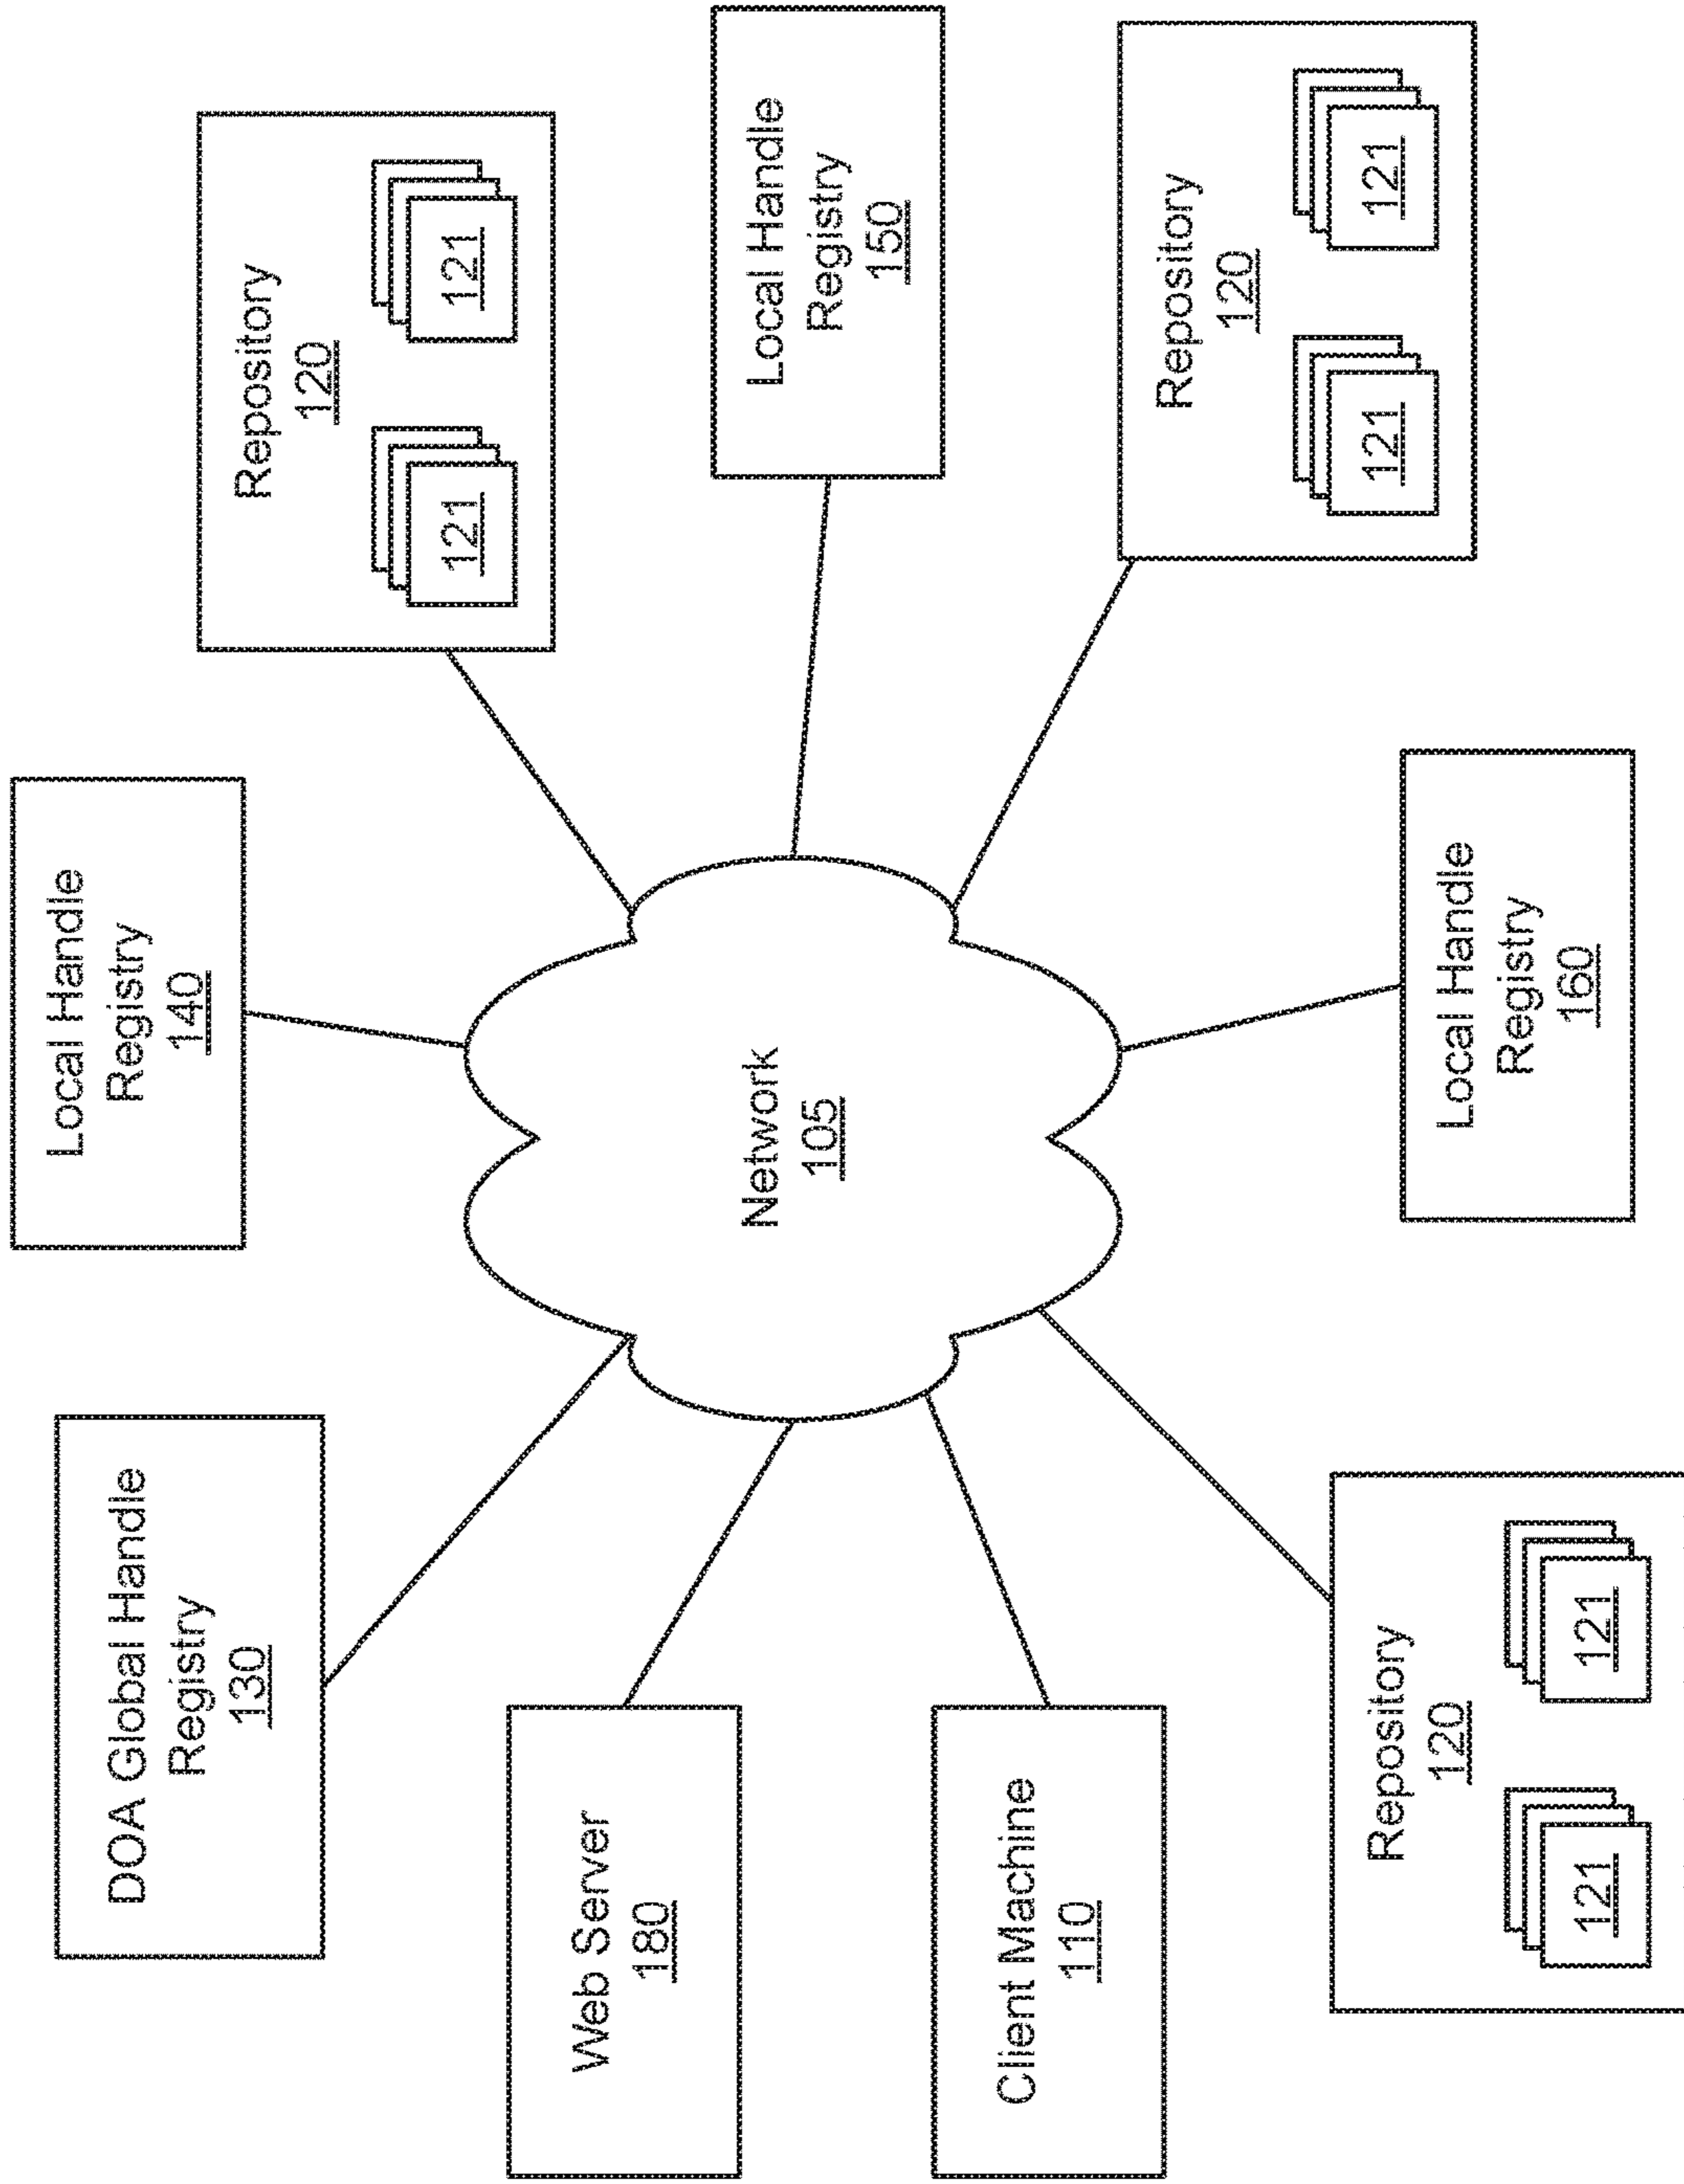 DOA Global Handle
Registry
130
Local Handle
Registry
140
Repository
120
121
121
Web Server
180
Network
105
Local Handle
Registry
150
Client Machine
110
Repository
120
121
121
Repository
120
121
121
Local Handle
Registry
160